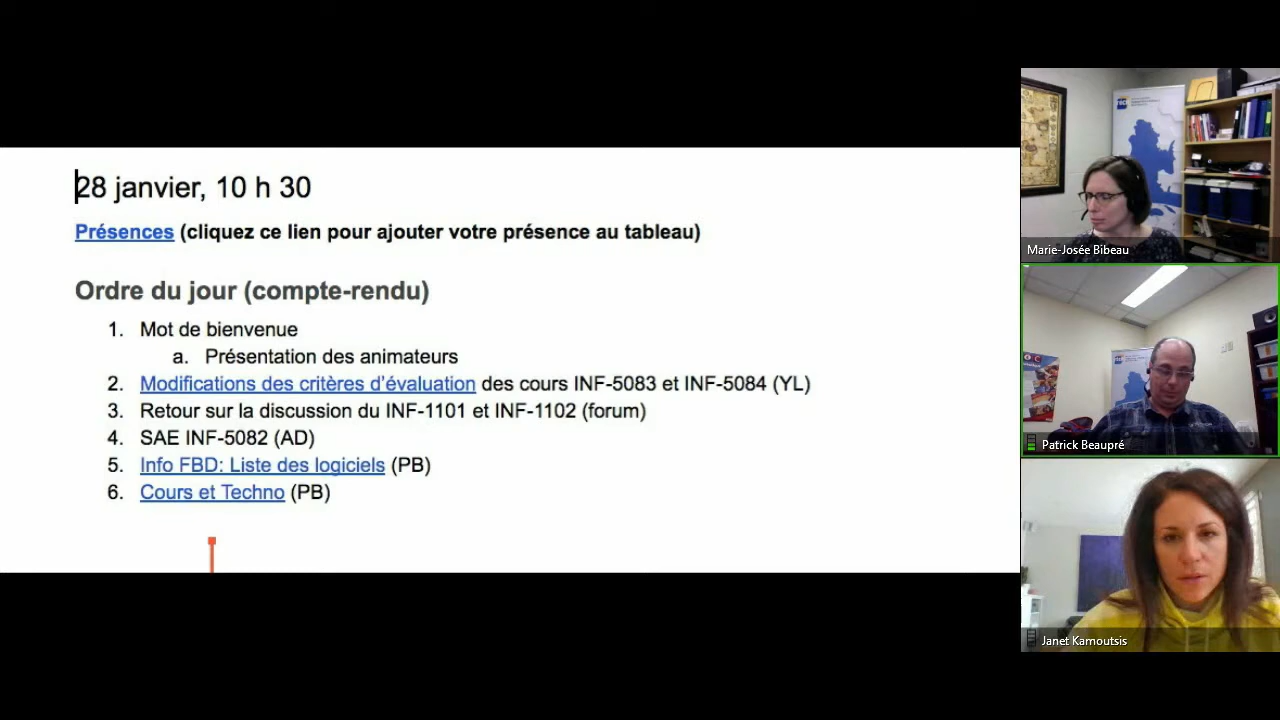 28 janvier, 10 h 30
Présences (cliquez ce lien pour ajouter votre présence au tableau)
Ordre du jour (compte-rendu)
1. Mot de bienvenue
a. Présentation des animateurs
2. Modifications des critères d'évaluation des cours INF-5083 et INF-5084 (YL)
3. Retour sur la discussion du INF-1101 et INF-1102 (forum)
4. SAE INF-5082 (AD)
5. Info FBD: Liste des logiciels (PB)
6. Cours et Techno (PB)
Marie-Josée Bibeau
Patrick Beaupré
Janet Kamoutsis